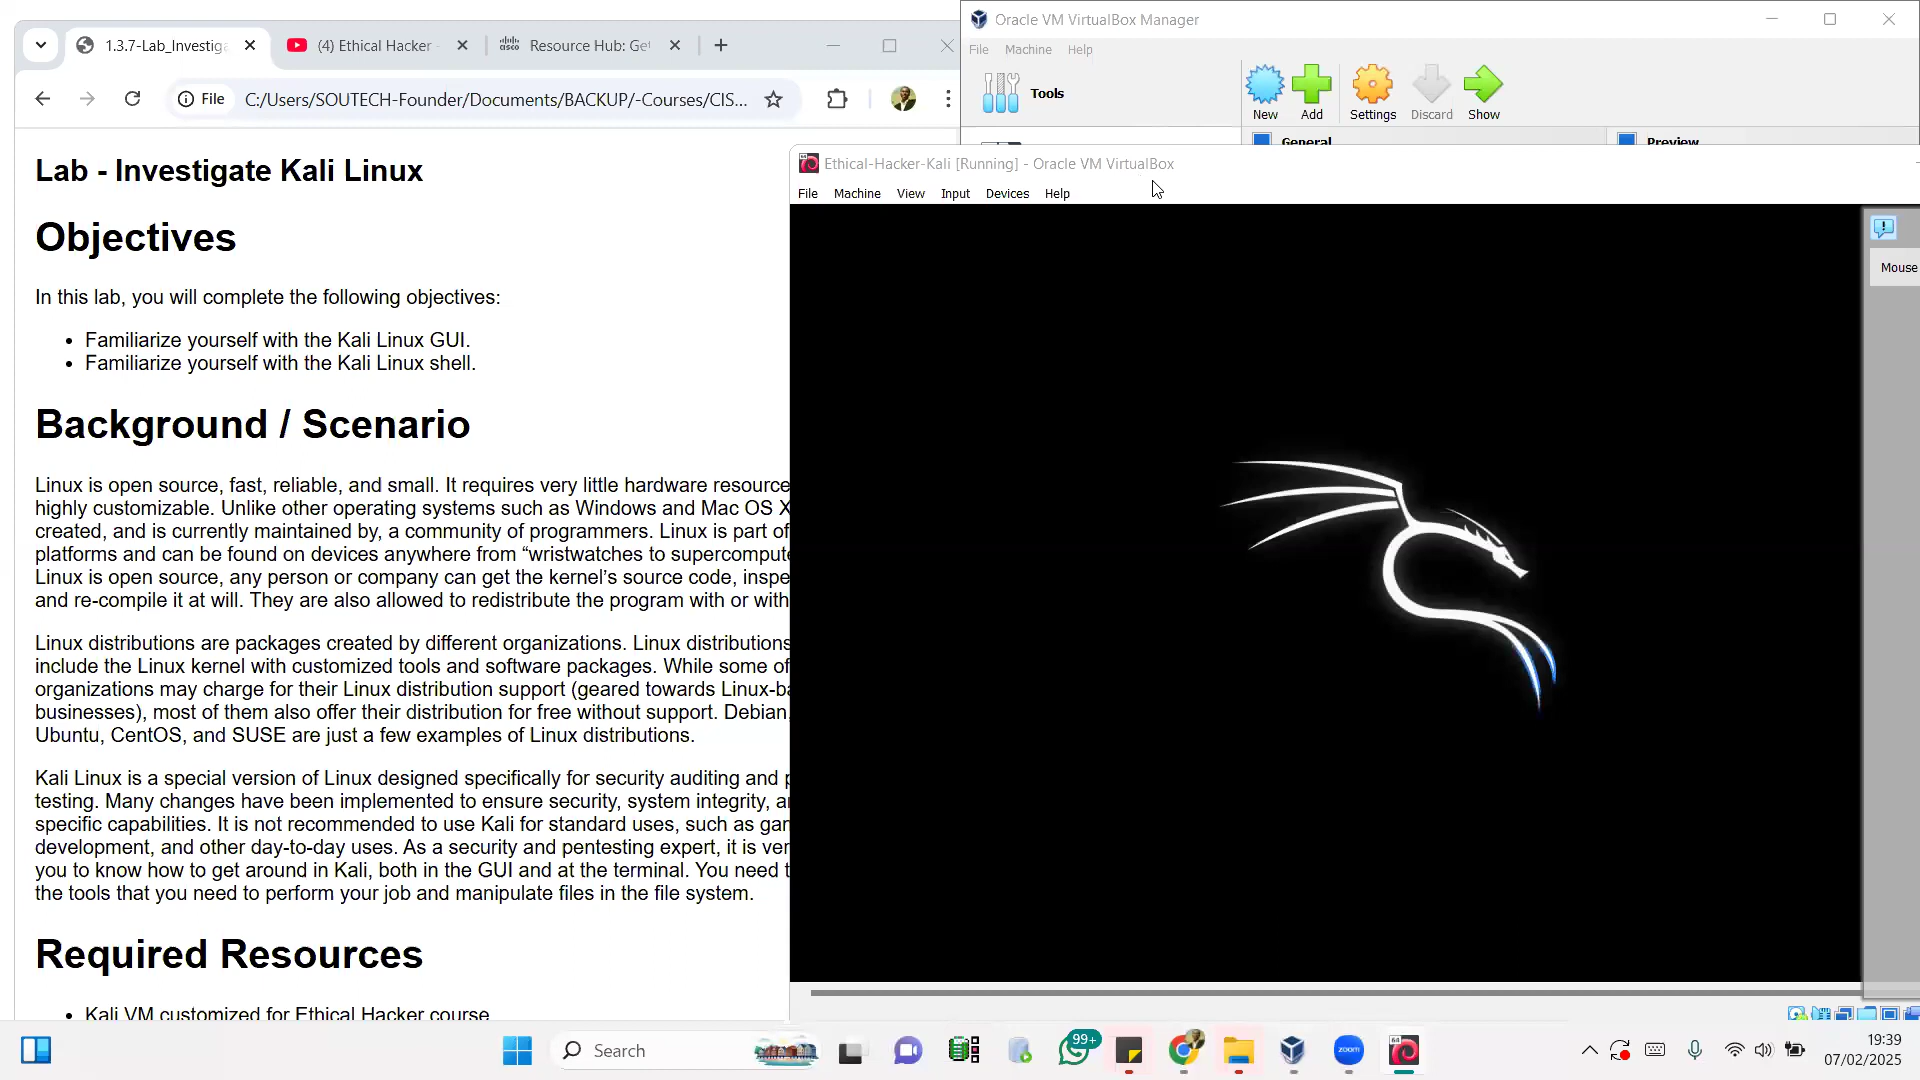 1.3.7-Lab_Investiga
(4) Ethical Hacker
Resource Hub: Get
File
C:/Users/SOUTECH-Founder/Documents/BACKUP/-Courses/CIS...
Lab - Investigate Kali Linux
Objectives
In this lab, you will complete the following objectives:
Familiarize yourself with the Kali Linux GUI.
Familiarize yourself with the Kali Linux shell.
Background / Scenario
Linux is open source, fast, reliable, and small. It requires very little hardware resource
highly customizable. Unlike other operating systems such as Windows and Mac OS X
created, and is currently maintained by, a community of programmers. Linux is part of
platforms and can be found on devices anywhere from “wristwatches to supercompute
Linux is open source, any person or company can get the kernel’s source code, inspe
and re-compile it at will. They are also allowed to redistribute the program with or with
Linux distributions are packages created by different organizations. Linux distributions
include the Linux kernel with customized tools and software packages. While some of
organizations may charge for their Linux distribution support (geared towards Linux-ba
businesses), most of them also offer their distribution for free without support. Debian,
Ubuntu, CentOS, and SUSE are just a few examples of Linux distributions.
Kali Linux is a special version of Linux designed specifically for security auditing and p
testing. Many changes have been implemented to ensure security, system integrity, an
specific capabilities. It is not recommended to use Kali for standard uses, such as gam
development, and other day-to-day uses. As a security and pentesting expert, it is ver
you to know how to get around in Kali, both in the GUI and at the terminal. You need t
the tools that you need to perform your job and manipulate files in the file system.
Required Resources
Kali VM customized for Ethical Hacker course
Oracle VM VirtualBox Manager
File Machine Help
Tools
New Add Settings Discard Show
General
Preview
Ethical-Hacker-Kali [Running] - Oracle VM VirtualBox
File Machine View Input Devices Help
Mouse
Search
99+
zoom
64
19:39
07/02/2025